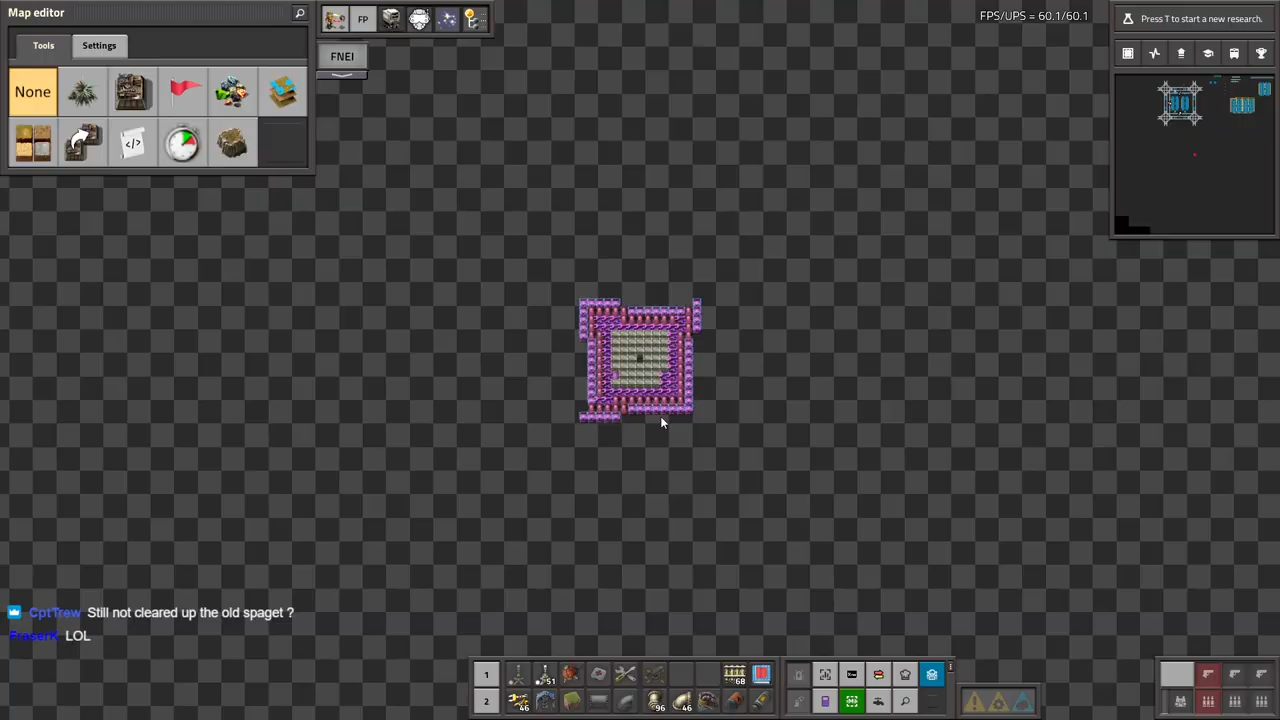 Map editor
Tools
Settings
None
</>
FP
FNEI
FPS/UPS = 60.1/60.1
Press T to start a new research.
CptTrew Still not cleared up the old spaget ?
FraserK LOL
1
51
68
2
46
96
46